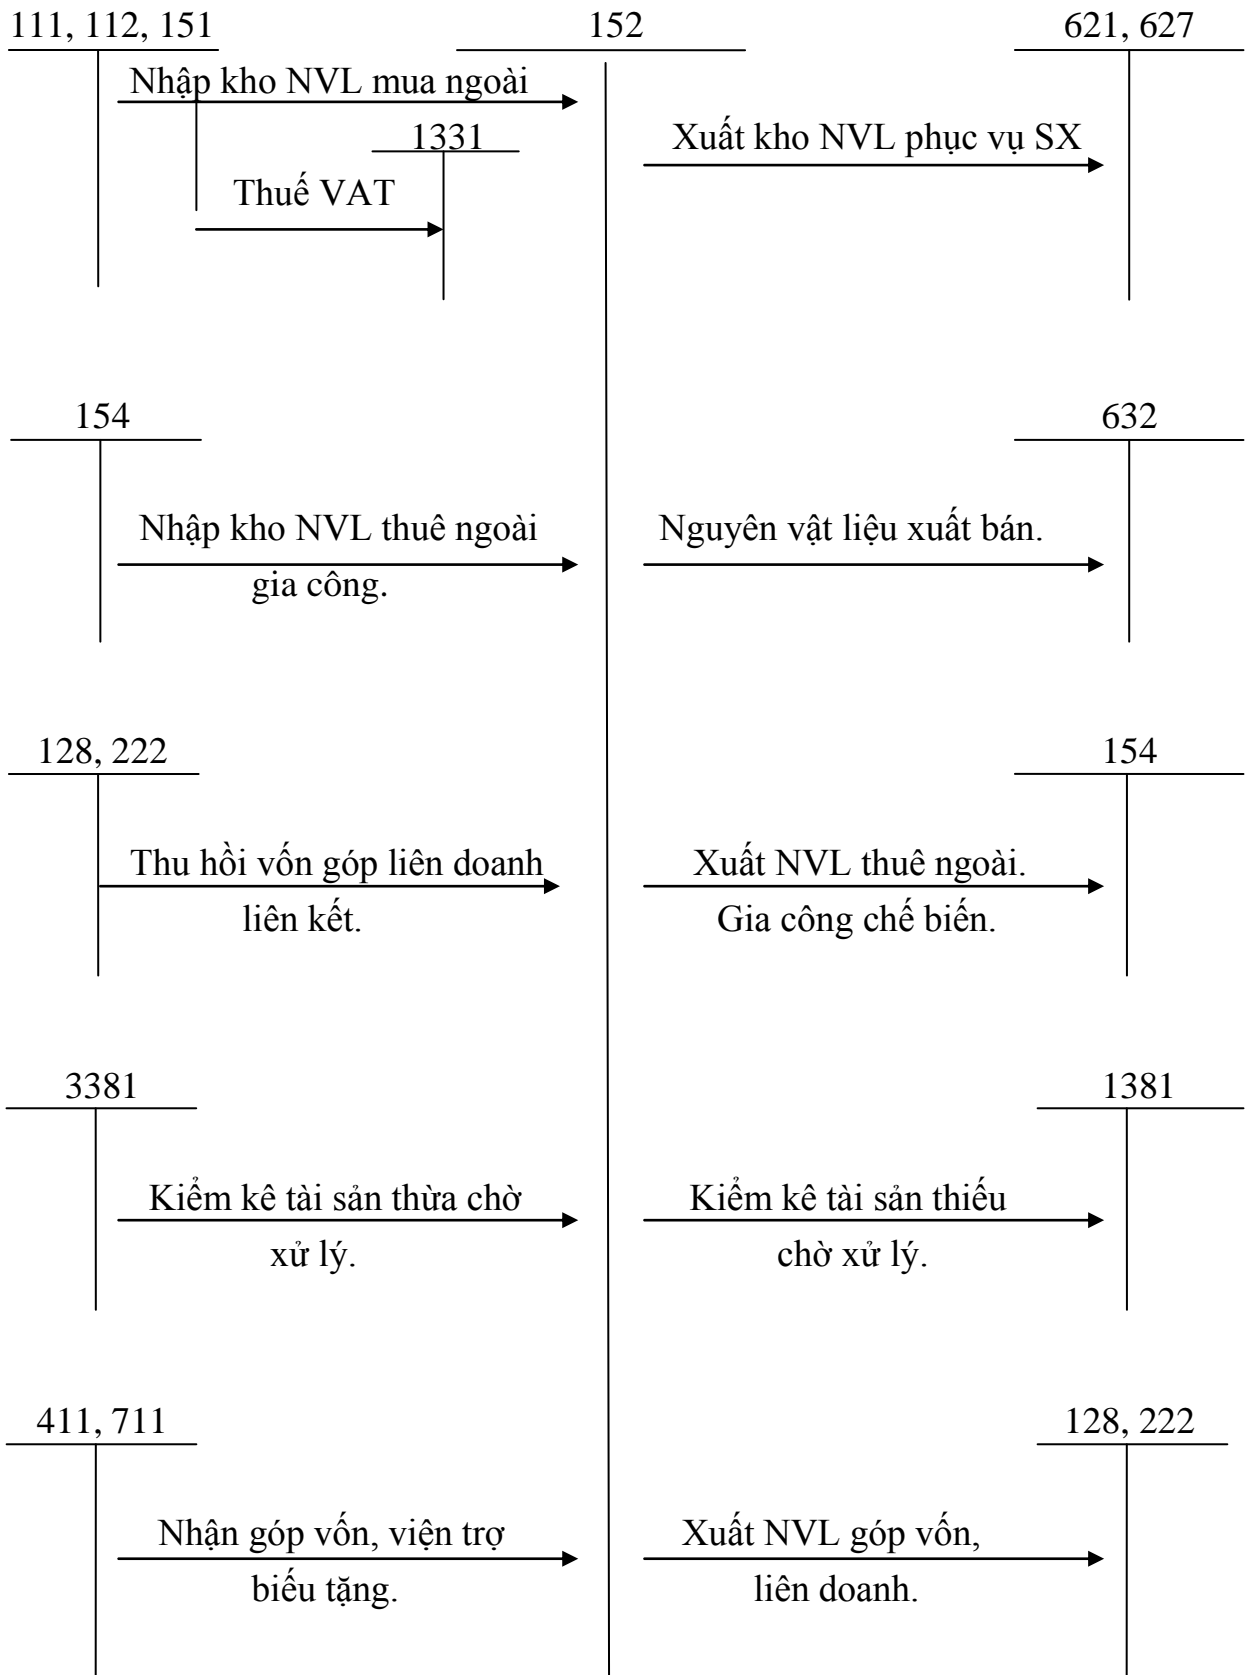 111, 112, 151
152
621, 627
Nhập kho NVL mua ngoài
1331
Xuất kho NVL phục vụ SX
Thuế VAT
154
632
Nhập kho NVL thuê ngoài
gia công.
Nguyên vật liệu xuất bán.
128, 222
154
Thu hồi vốn góp liên doanh
liên kết.
Xuất NVL thuê ngoài.
Gia công chế biến.
3381
1381
Kiểm kê tài sản thừa chờ
xử lý.
Kiểm kê tài sản thiếu
chờ xử lý.
411, 711
128, 222
Nhận góp vốn, viện trợ
biếu tặng.
Xuất NVL góp vốn,
liên doanh.